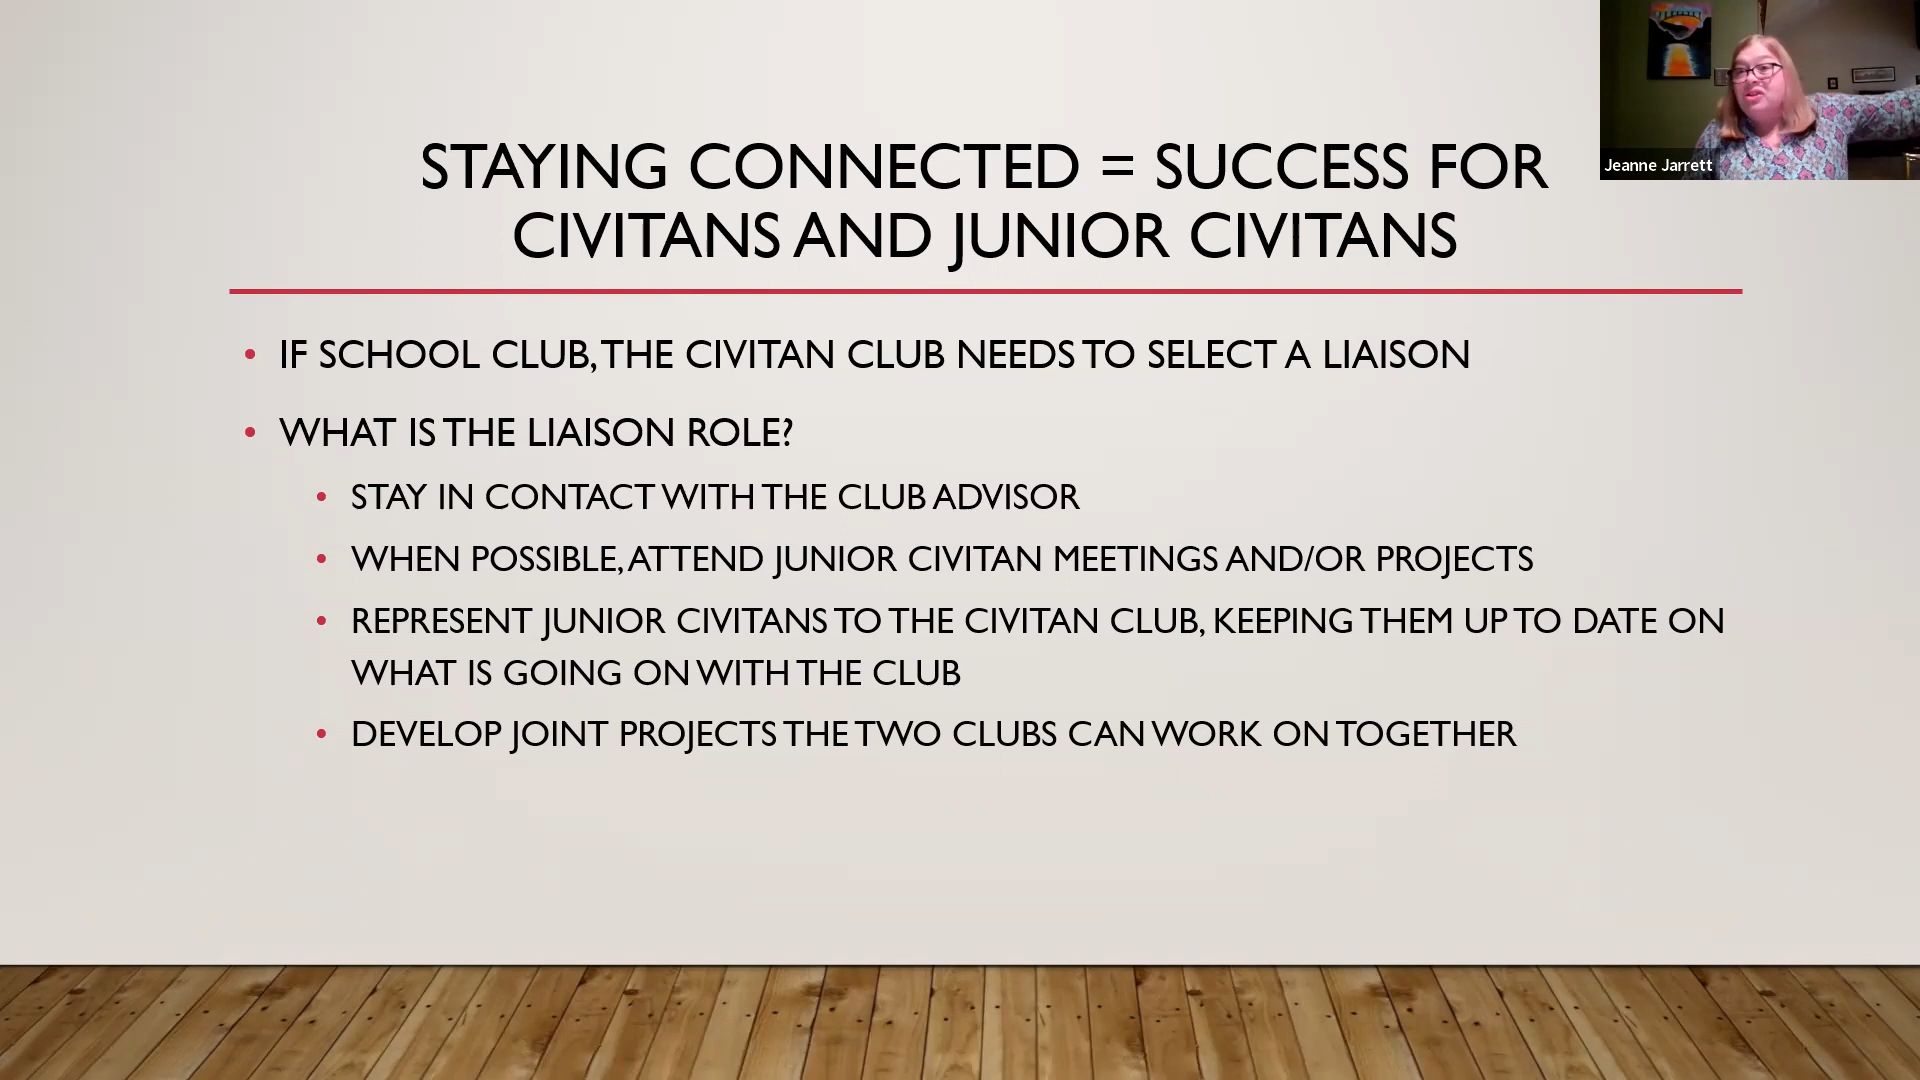 STAYING CONNECTED = SUCCESS FOR
CIVITANS AND JUNIOR CIVITANS
• IF SCHOOL CLUB, THE CIVITAN CLUB NEEDS TO SELECT A LIAISON
• WHAT IS THE LIAISON ROLE?
• STAY IN CONTACT WITH THE CLUB ADVISOR
• WHEN POSSIBLE, ATTEND JUNIOR CIVITAN MEETINGS AND/OR PROJECTS
• REPRESENT JUNIOR CIVITANS TO THE CIVITAN CLUB, KEEPING THEM UP TO DATE ON
WHAT IS GOING ON WITH THE CLUB
• DEVELOP JOINT PROJECTS THE TWO CLUBS CAN WORK ON TOGETHER
Jeanne Jarrett